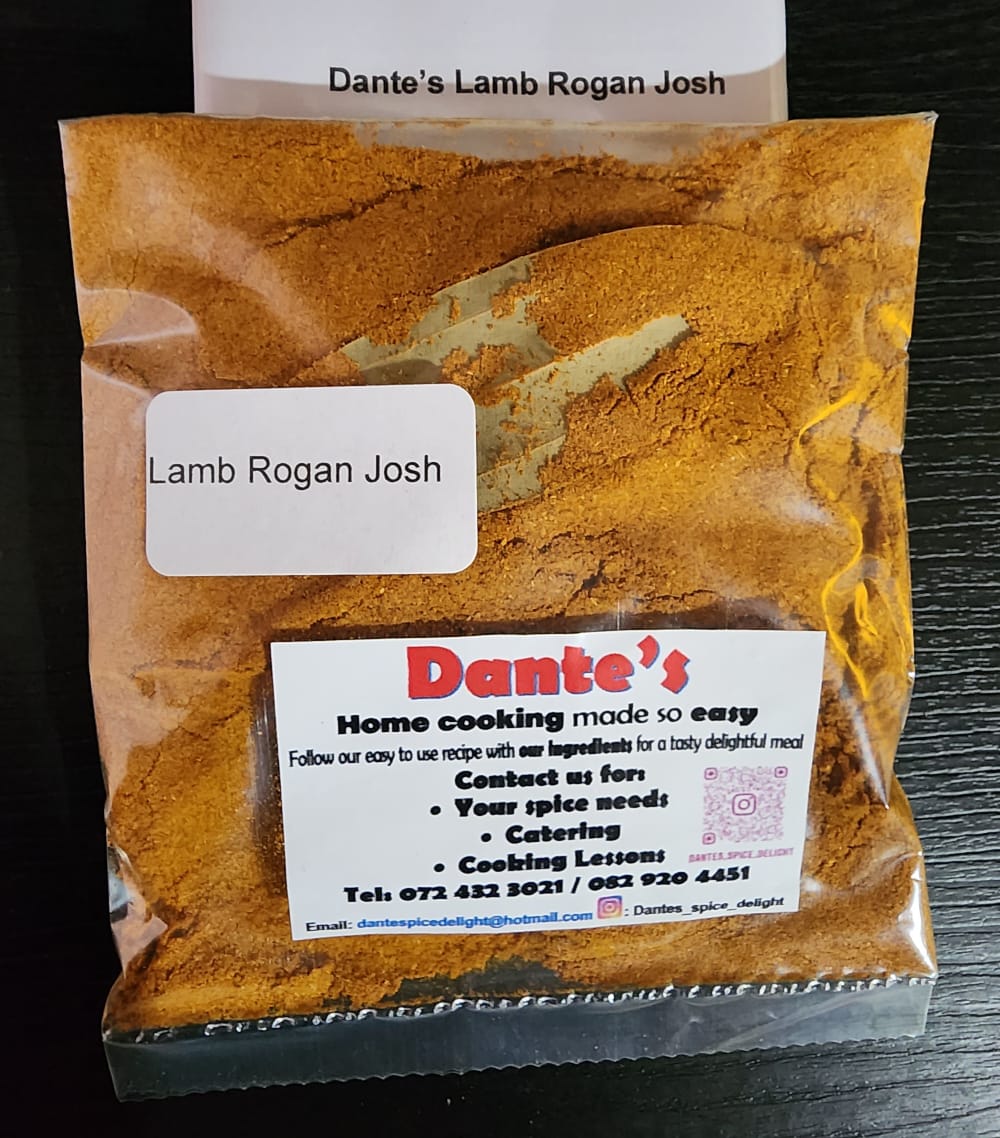 Dante's Lamb Rogan Josh
Lamb Rogan Josh
Dante's
Home cooking made so easy
Follow our easy to use recipe with our Ingredients for a tasty delightful meal
Contact us for:
• Your spice needs
• Catering
• Cooking Lessons
DANTES_SPICE_DELIGHT
Tel: 072 432 3021 / 082 920 4451
Email: dantespicedelight@hotmail.com : Dantes_spice_delight